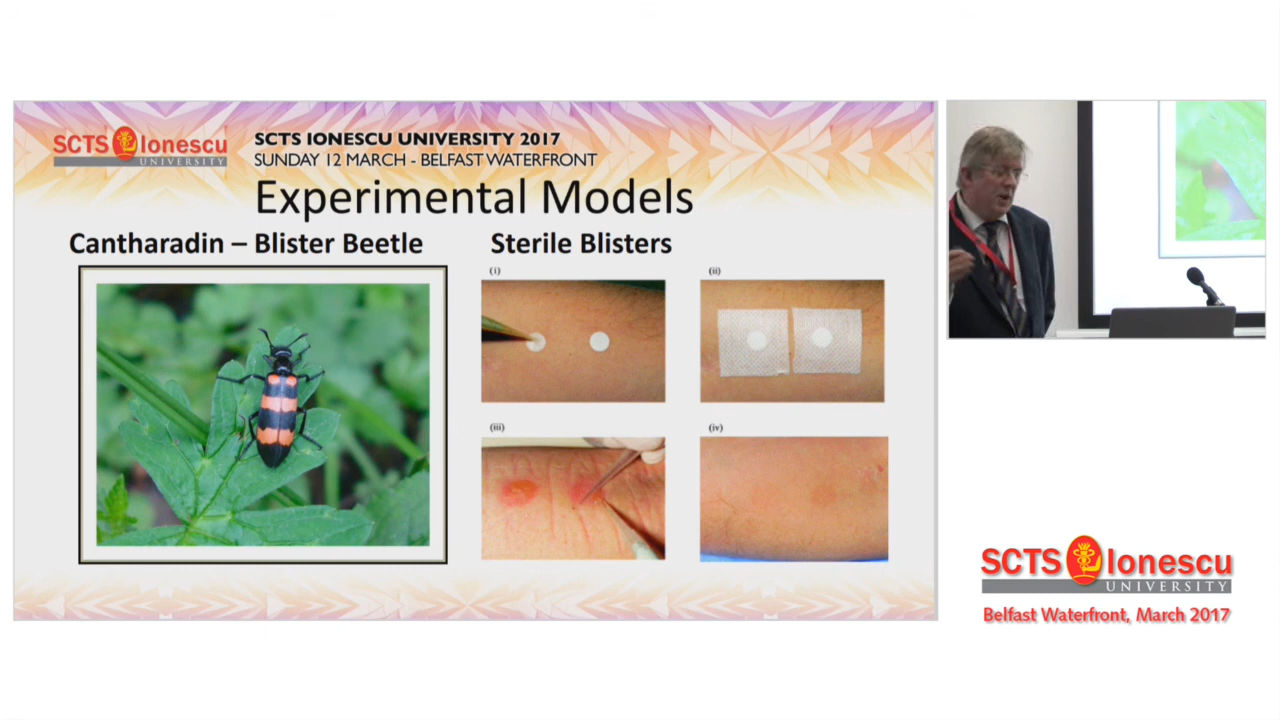 SCTS Ionescu
UNIVERSITY
SCTS IONESCU UNIVERSITY 2017
SUNDAY 12 MARCH - BELFAST WATERFRONT
Experimental Models
Cantharadin – Blister Beetle
Sterile Blisters
(i)
(ii)
(iii)
(iv)
SCTS Ionescu
UNIVERSITY
Belfast Waterfront, March 2017